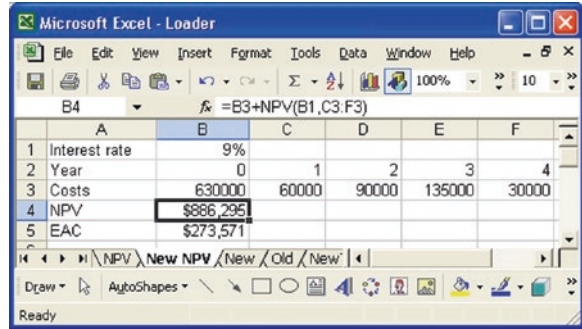 Microsoft Excel - Loader
File Edit View Insert Format Tools Data Window Help
Σ 100% 10
B4 fx =B3+NPV(B1,C3:F3)
A B C D E F
1 Interest rate 9%
2 Year 0 1 2 3 4
3 Costs 630000 60000 90000 135000 30000
4 NPV $886,295
5 EAC $273,571
NPV New NPV New Old New
Draw AutoShapes
Ready